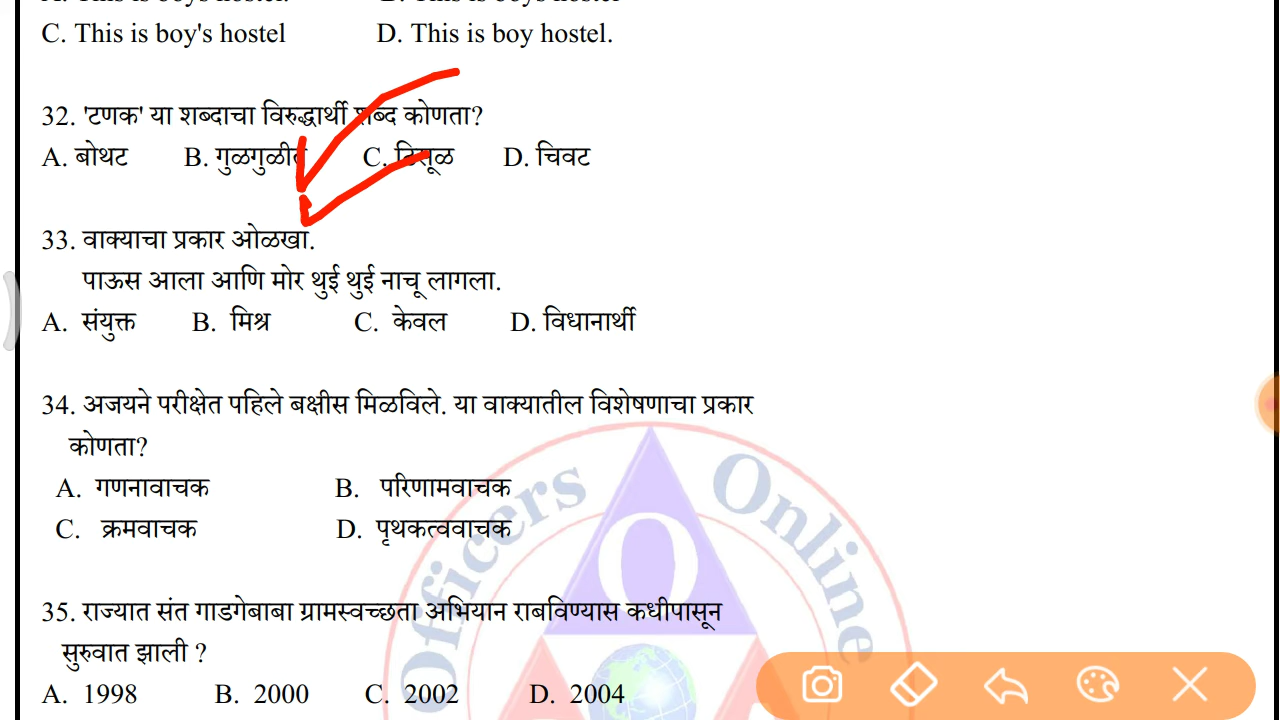 C. This is boy's hostel D. This is boy hostel.
32. 'टणक' या शब्दाचा विरुद्धार्थी शब्द कोणता?
A. बोथट B. गुळगुळीत C. ठिसूळ D. चिवट
33. वाक्याचा प्रकार ओळखा.
पाऊस आला आणि मोर थुई थुई नाचू लागला.
A. संयुक्त B. मिश्र C. केवल D. विधानार्थी
34. अजयने परीक्षेत पहिले बक्षीस मिळविले. या वाक्यातील विशेषणाचा प्रकार
कोणता?
A. गणनावाचक B. परिणामवाचक
C. क्रमवाचक D. पृथकत्ववाचक
Officers Online
35. राज्यात संत गाडगेबाबा ग्रामस्वच्छता अभियान राबविण्यास कधीपासून
सुरुवात झाली ?
A. 1998 B. 2000 C. 2002 D. 2004